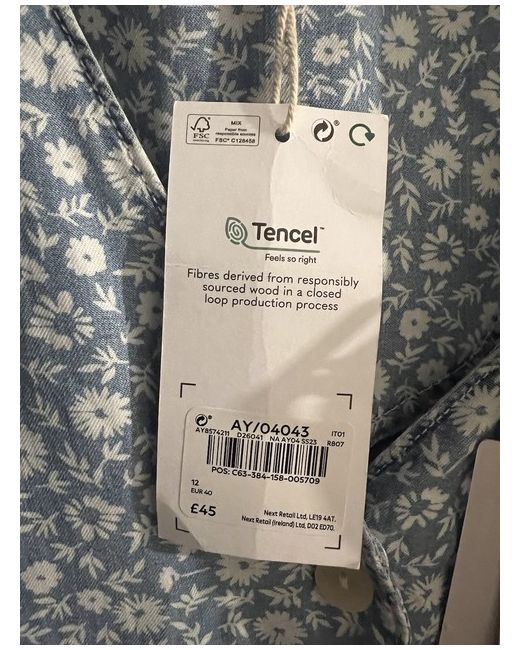 FSC
MIX
Paper from
responsible sources
FSC® C128458
Tencel™
Feels so right
Fibres derived from responsibly
sourced wood in a closed
loop production process
AY/04043
IT01
AY8574211 D26041 NA AY04 SS23 R807
POS: C63-384-158-005709
12
EUR 40
£45
Next Retail Ltd, LE19 4AT.
Next Retail (Ireland) Ltd, D02 ED70.